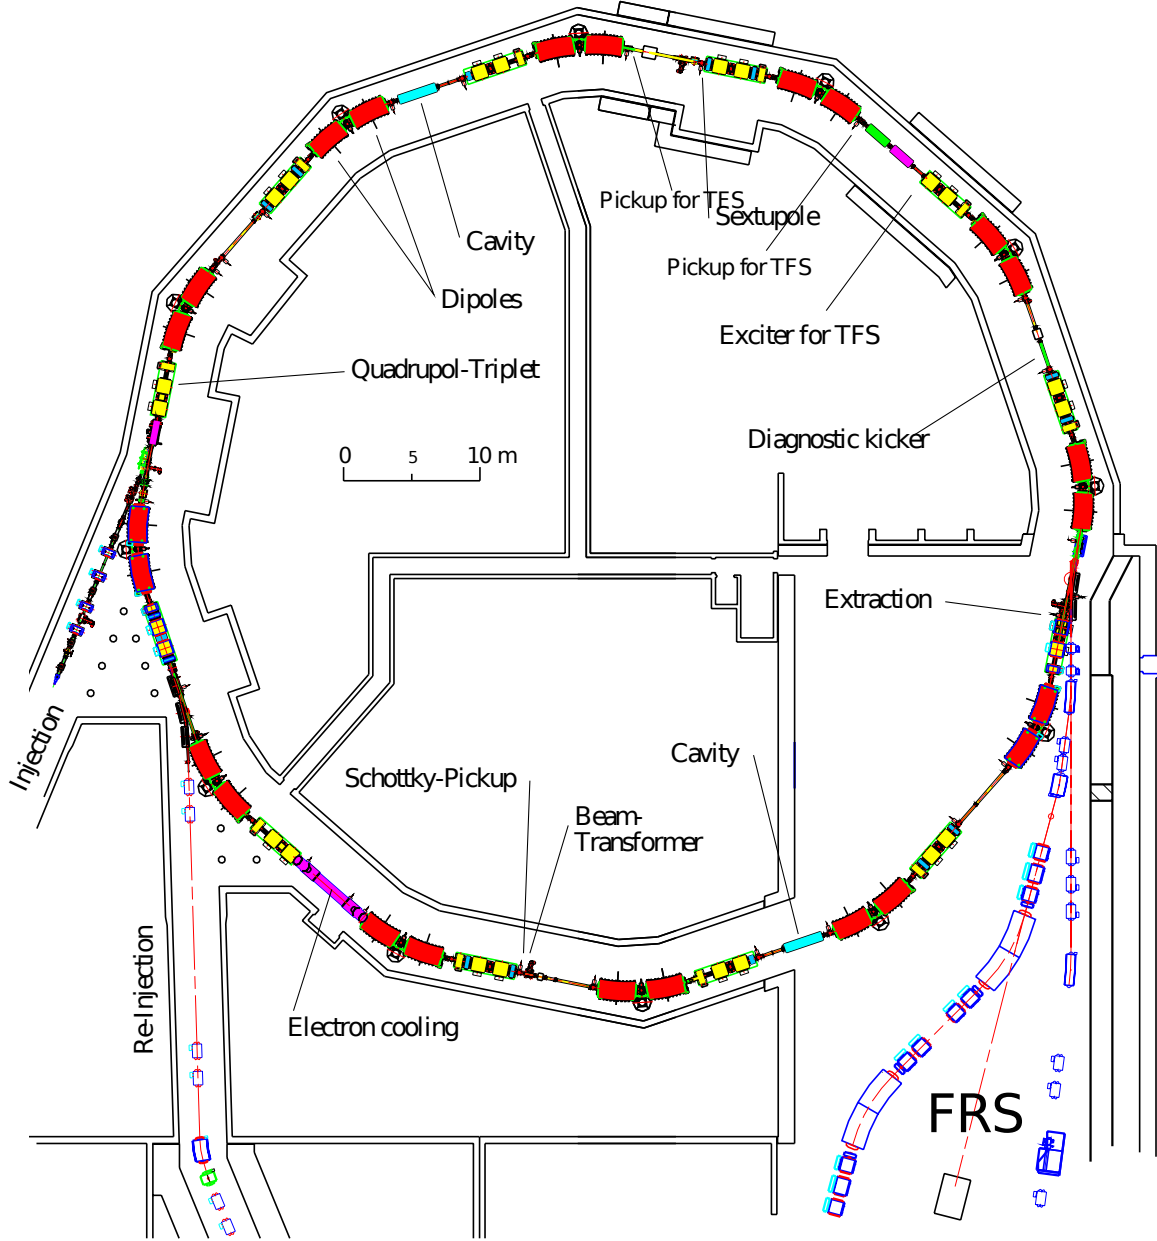 Pickup for TFS
Sextupole
Cavity
Pickup for TFS
Dipoles
Exciter for TFS
Quadrupol-Triplet
Diagnostic kicker
0 5 10 m
Extraction
Injection
Cavity
Schottky-Pickup
Beam-
Transformer
Re-Injection
Electron cooling
FRS